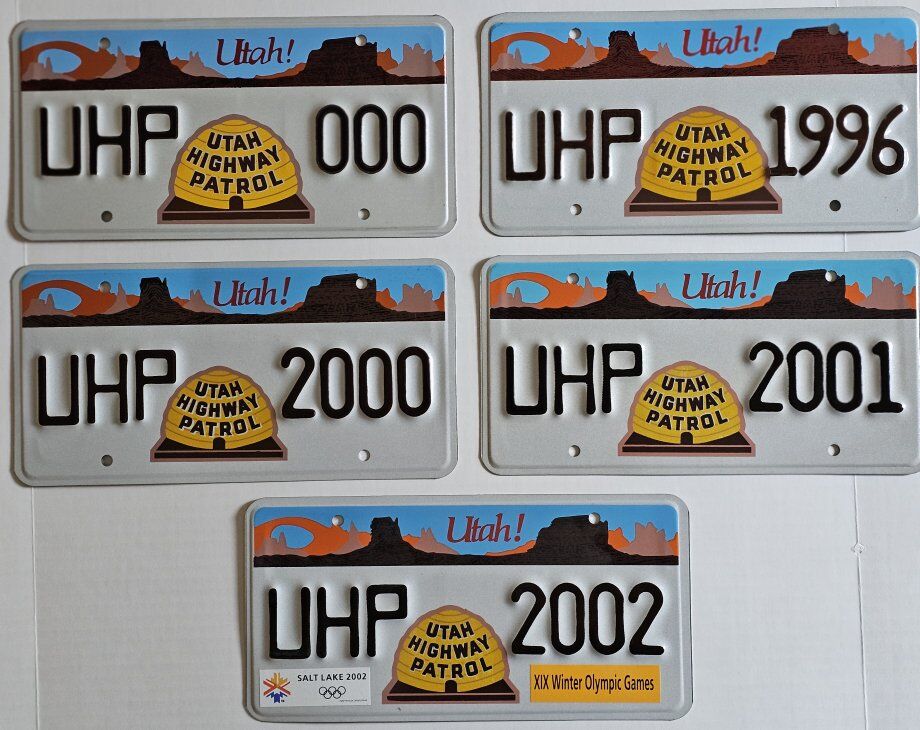 Utah!
UHP 000
UTAH
HIGHWAY
PATROL
Utah!
UHP 1996
UTAH
HIGHWAY
PATROL
Utah!
UHP 2000
UTAH
HIGHWAY
PATROL
Utah!
UHP 2001
UTAH
HIGHWAY
PATROL
Utah!
UHP 2002
UTAH
HIGHWAY
PATROL
SALT LAKE 2002
XIX Winter Olympic Games